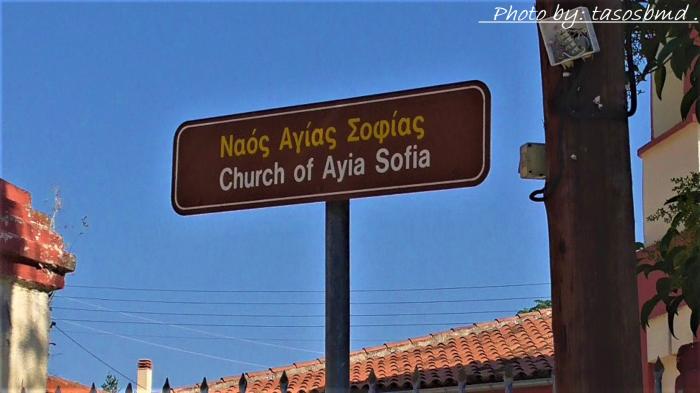 Photo by: tasosbmd
Ναός Αγίας Σοφίας
Church of Ayia Sofia